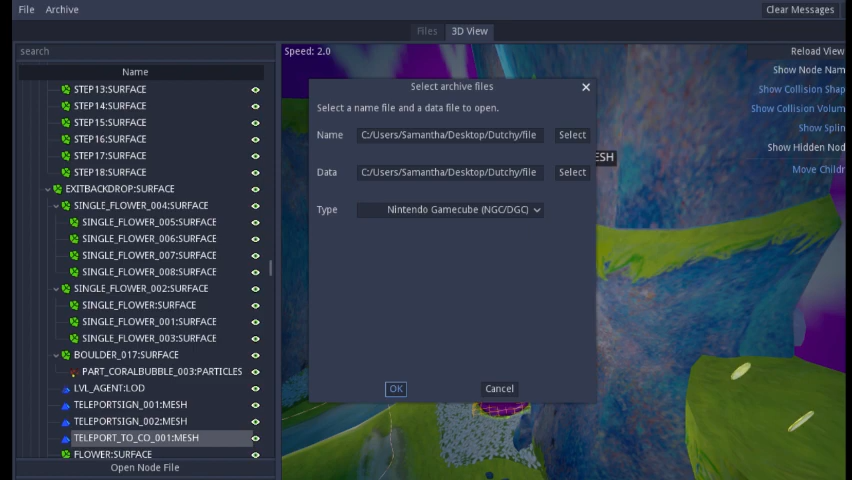 File Archive
Clear Messages
Files 3D View
search
Speed: 2.0
Reload View
Name
Show Node Nam
STEP13:SURFACE
Show Collision Shap
STEP14:SURFACE
Show Collision Volum
STEP15:SURFACE
Show Splin
STEP16:SURFACE
Show Hidden Nod
STEP17:SURFACE
Move Childr
STEP18:SURFACE
EXITBACKDROP:SURFACE
SINGLE_FLOWER_004:SURFACE
SINGLE_FLOWER_005:SURFACE
SINGLE_FLOWER_006:SURFACE
SINGLE_FLOWER_007:SURFACE
SINGLE_FLOWER_008:SURFACE
SINGLE_FLOWER_002:SURFACE
SINGLE_FLOWER:SURFACE
SINGLE_FLOWER_001:SURFACE
SINGLE_FLOWER_003:SURFACE
BOULDER_017:SURFACE
PART_CORALBUBBLE_003:PARTICLES
LVL_AGENT:LOD
TELEPORTSIGN_001:MESH
TELEPORTSIGN_002:MESH
TELEPORT_TO_CO_001:MESH
FLOWER:SURFACE
Open Node File
Select archive files
Select a name file and a data file to open.
Name C:/Users/Samantha/Desktop/Dutchy/file Select
ESH
Data C:/Users/Samantha/Desktop/Dutchy/file Select
Type Nintendo Gamecube (NGC/DGC)
OK Cancel